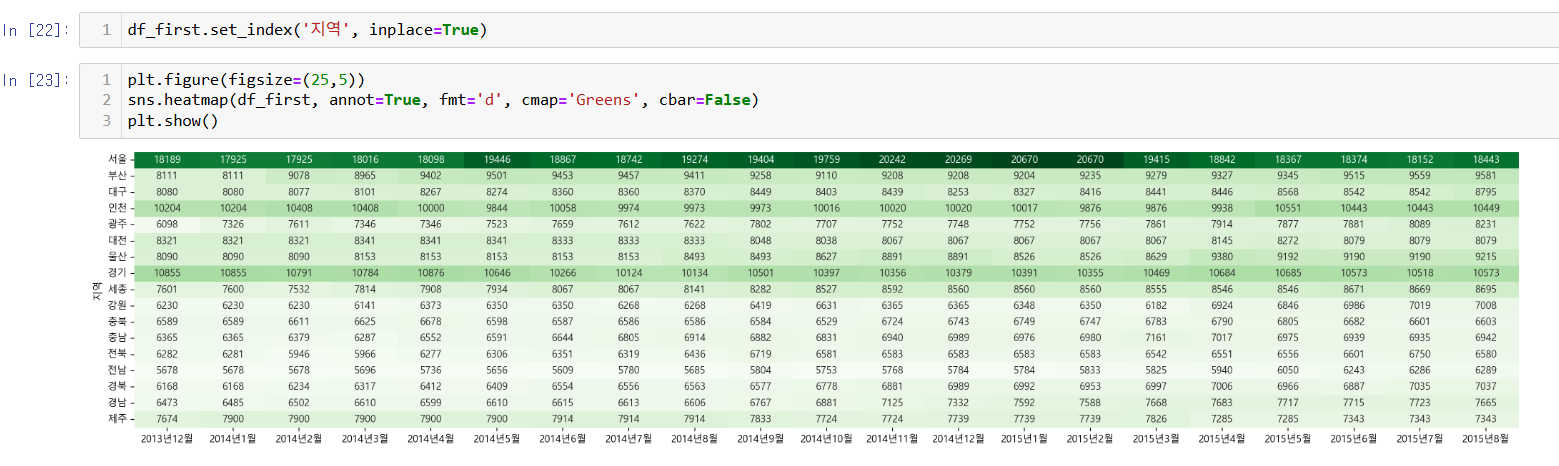 In [22]: 1 df_first.set_index('지역', inplace=True)
In [23]: 1 plt.figure(figsize=(25,5))
2 sns.heatmap(df_first, annot=True, fmt='d', cmap='Greens', cbar=False)
3 plt.show()
서울 18189 17925 17925 18016 18098 19446 18867 18742 19274 19404 19759 20242 20269 20670 20670 19415 18842 18367 18374 18152 18443
부산 8111 8111 9078 8965 9402 9501 9453 9457 9411 9258 9110 9208 9208 9204 9235 9279 9327 9345 9515 9559 9581
대구 8080 8080 8077 8101 8267 8274 8360 8360 8370 8449 8403 8439 8253 8327 8416 8441 8446 8568 8542 8542 8795
인천 10204 10204 10408 10408 10000 9844 10058 9974 9973 9973 10016 10020 10020 10017 9876 9876 9938 10551 10443 10443 10449
광주 6098 7326 7611 7346 7346 7523 7659 7612 7622 7802 7707 7752 7748 7752 7756 7861 7914 7877 7881 8089 8231
대전 8321 8321 8321 8341 8341 8341 8333 8333 8333 8048 8038 8067 8067 8067 8067 8067 8145 8272 8079 8079 8079
울산 8090 8090 8090 8153 8153 8153 8153 8153 8493 8493 8627 8891 8891 8526 8526 8629 9380 9192 9190 9190 9215
경기 10855 10855 10791 10784 10876 10646 10266 10124 10134 10501 10397 10356 10379 10391 10355 10469 10684 10685 10573 10518 10573
지역
세종 7601 7600 7532 7814 7908 7934 8067 8067 8141 8282 8527 8592 8560 8560 8560 8555 8546 8546 8671 8669 8695
강원 6230 6230 6230 6141 6373 6350 6350 6268 6268 6419 6631 6365 6365 6348 6350 6182 6924 6846 6986 7019 7008
충북 6589 6589 6611 6625 6678 6598 6587 6586 6586 6584 6529 6724 6743 6749 6747 6783 6790 6805 6682 6601 6603
충남 6365 6365 6379 6287 6552 6591 6644 6805 6914 6882 6831 6940 6989 6976 6980 7161 7017 6975 6939 6935 6942
전북 6282 6281 5946 5966 6277 6306 6351 6319 6436 6719 6581 6583 6583 6583 6583 6542 6551 6556 6601 6750 6580
전남 5678 5678 5678 5696 5736 5656 5609 5780 5685 5804 5753 5768 5784 5784 5833 5825 5940 6050 6243 6286 6289
경북 6168 6168 6234 6317 6412 6409 6554 6556 6563 6577 6778 6881 6989 6992 6953 6997 7006 6966 6887 7035 7037
경남 6473 6485 6502 6610 6599 6610 6615 6613 6606 6767 6881 7125 7332 7592 7588 7668 7683 7717 7715 7723 7665
제주 7674 7900 7900 7900 7900 7900 7914 7914 7914 7833 7724 7724 7739 7739 7739 7826 7285 7285 7343 7343 7343
2013년12월 2014년1월 2014년2월 2014년3월 2014년4월 2014년5월 2014년6월 2014년7월 2014년8월 2014년9월 2014년10월 2014년11월 2014년12월 2015년1월 2015년2월 2015년3월 2015년4월 2015년5월 2015년6월 2015년7월 2015년8월